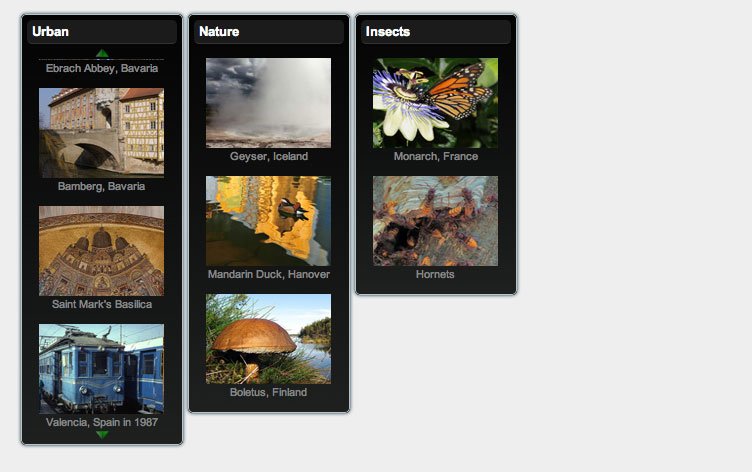 Urban
Ebrach Abbey, Bavaria
Bamberg, Bavaria
Saint Mark's Basilica
Valencia, Spain in 1987
Nature
Geyser, Iceland
Mandarin Duck, Hanover
Boletus, Finland
Insects
Monarch, France
Hornets